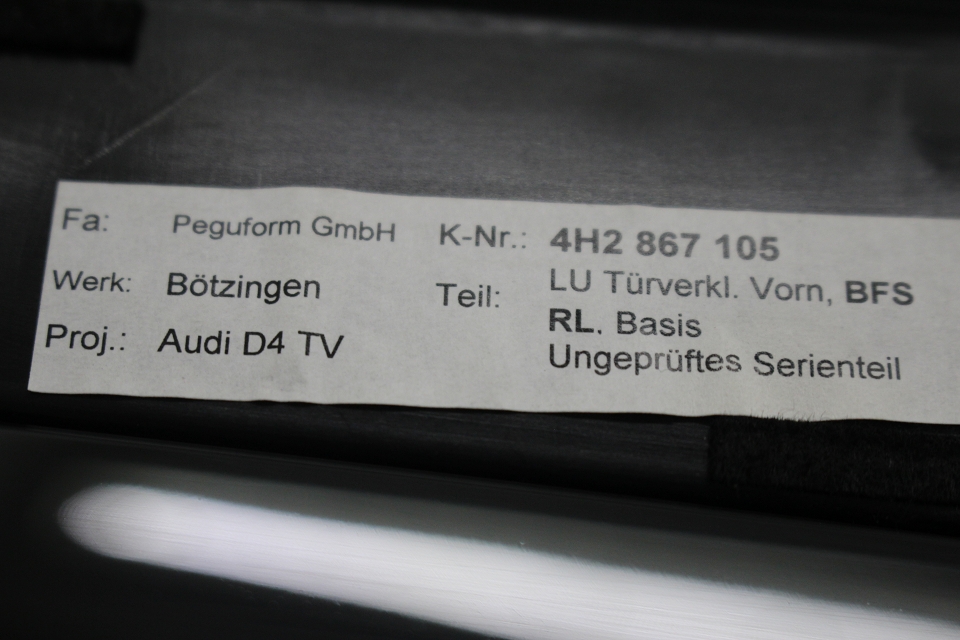 Fa: Peguform GmbH
Werk: Bötzingen
Proj.: Audi D4 TV
K-Nr.: 4H2 867 105
Teil: LU Türverkl. Vorn, BFS
RL. Basis
Ungeprüftes Serienteil